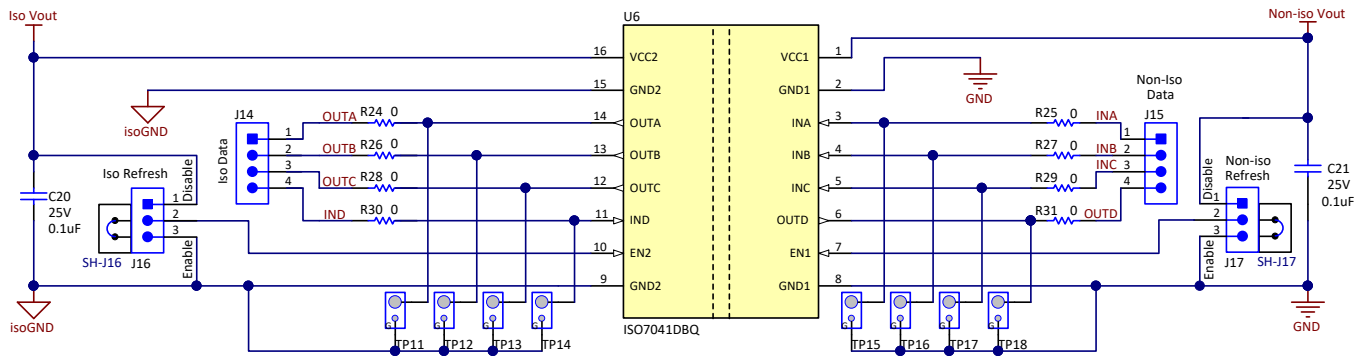 Iso Vout
U6
Non-iso Vout
16 VCC2 VCC1 1
15 GND2 GND1 2
isoGND
GND
J14
Iso Data
1 OUTA R24 0 14 OUTA
2 OUTB R26 0 13 OUTB
3 OUTC R28 0 12 OUTC
4 IND R30 0 11 IND
10 EN2
9 GND2
INA 3 R25 0 INA 1
INB 4 R27 0 INB 2
INC 5 R29 0 INC 3
OUTD 6 R31 0 OUTD 4
EN1 7
GND1 8
Non-Iso
Data
J15
Iso Refresh
Disable
1
2
3
Enable
SH-J16
J16
C20
25V
0.1uF
isoGND
Non-iso
Refresh
Disable
1
2
3
Enable
J17
SH-J17
C21
25V
0.1uF
GND
G G G G
TP11 TP12 TP13 TP14
ISO7041DBQ
G G G G
TP15 TP16 TP17 TP18